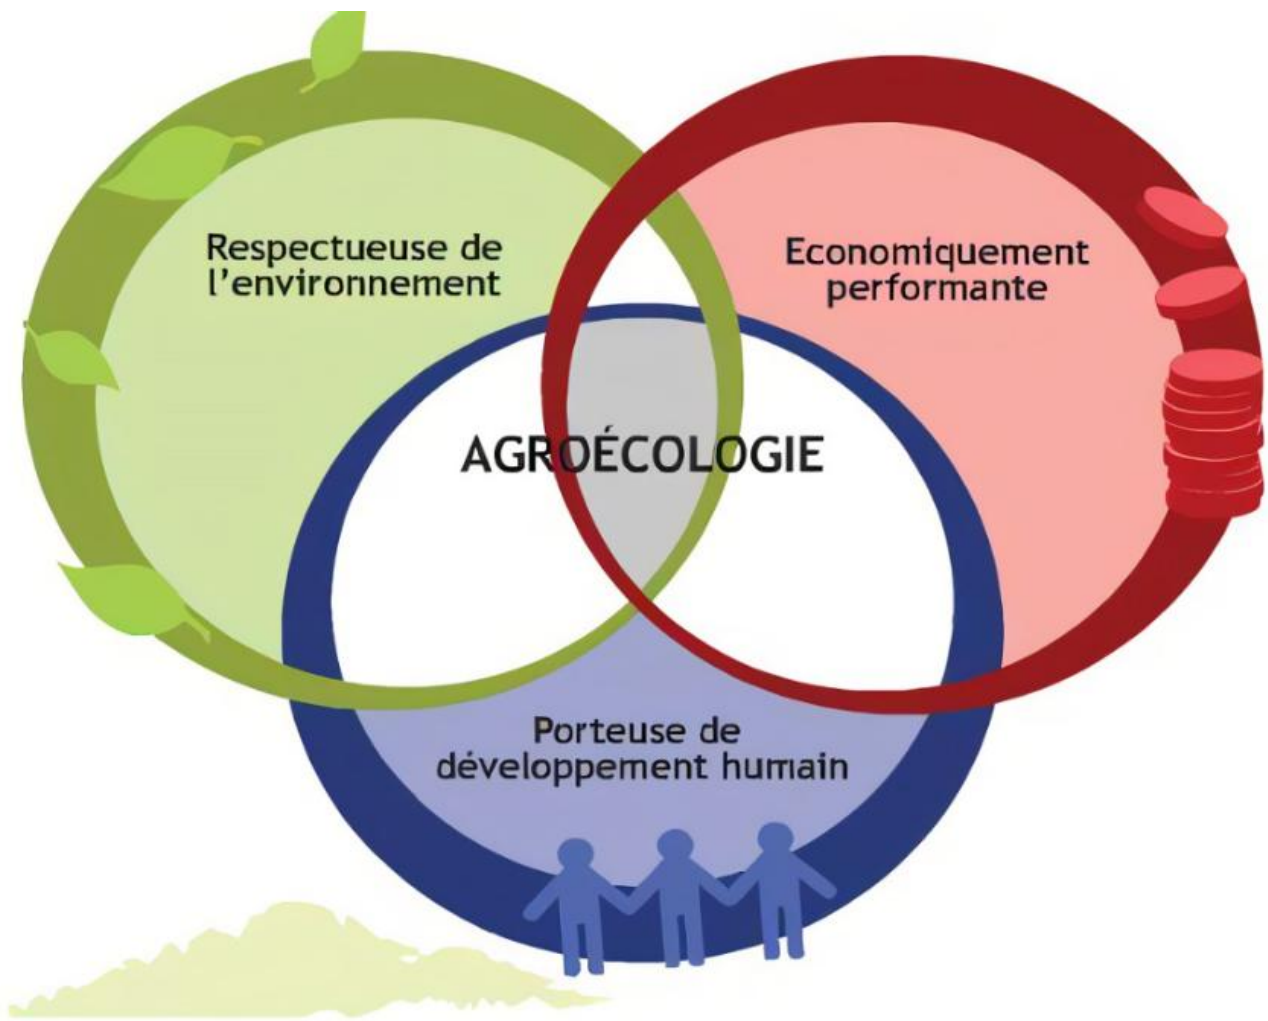 Respectueuse de
l'environnement
Economiquement
performante
AGROÉCOLOGIE
Porteuse de
développement humain